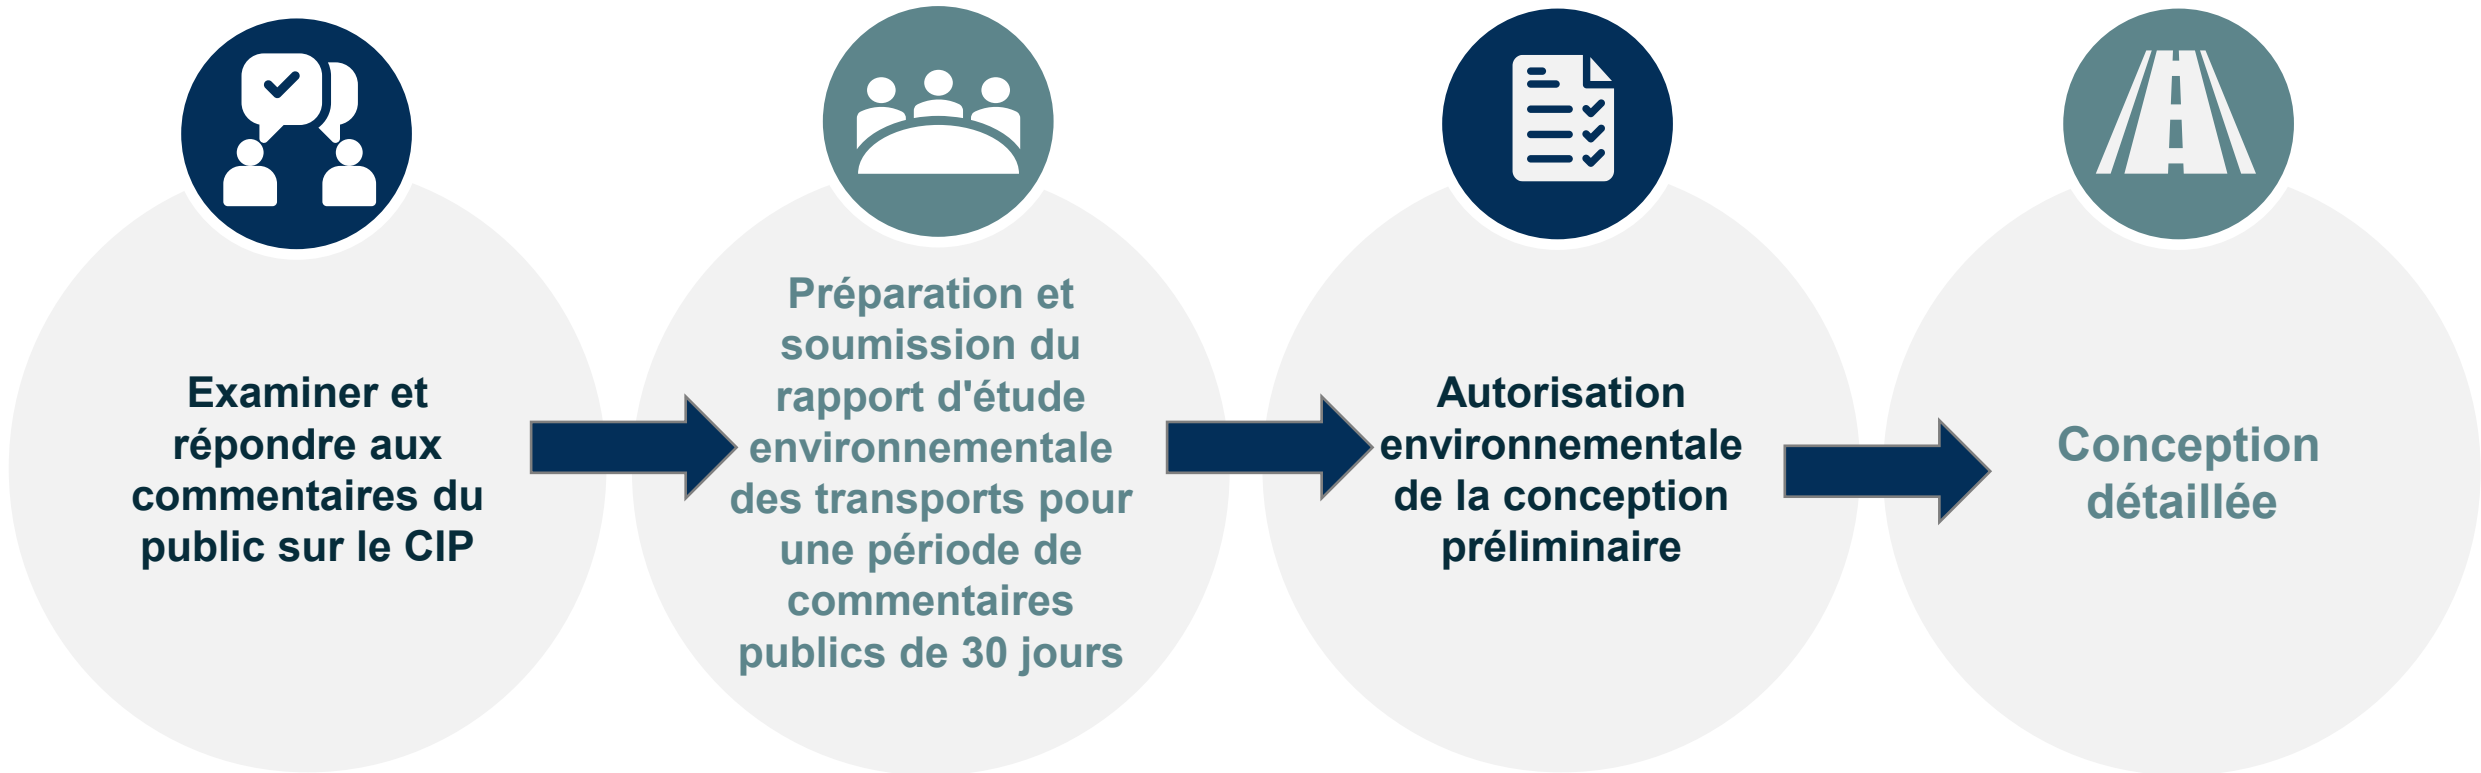 Examiner et
répondre aux
commentaires du
public sur le CIP
Préparation et
soumission du
rapport d'étude
environnementale
des transports pour
une période de
commentaires
publics de 30 jours
Autorisation
environnementale
de la conception
préliminaire
Conception
détaillée